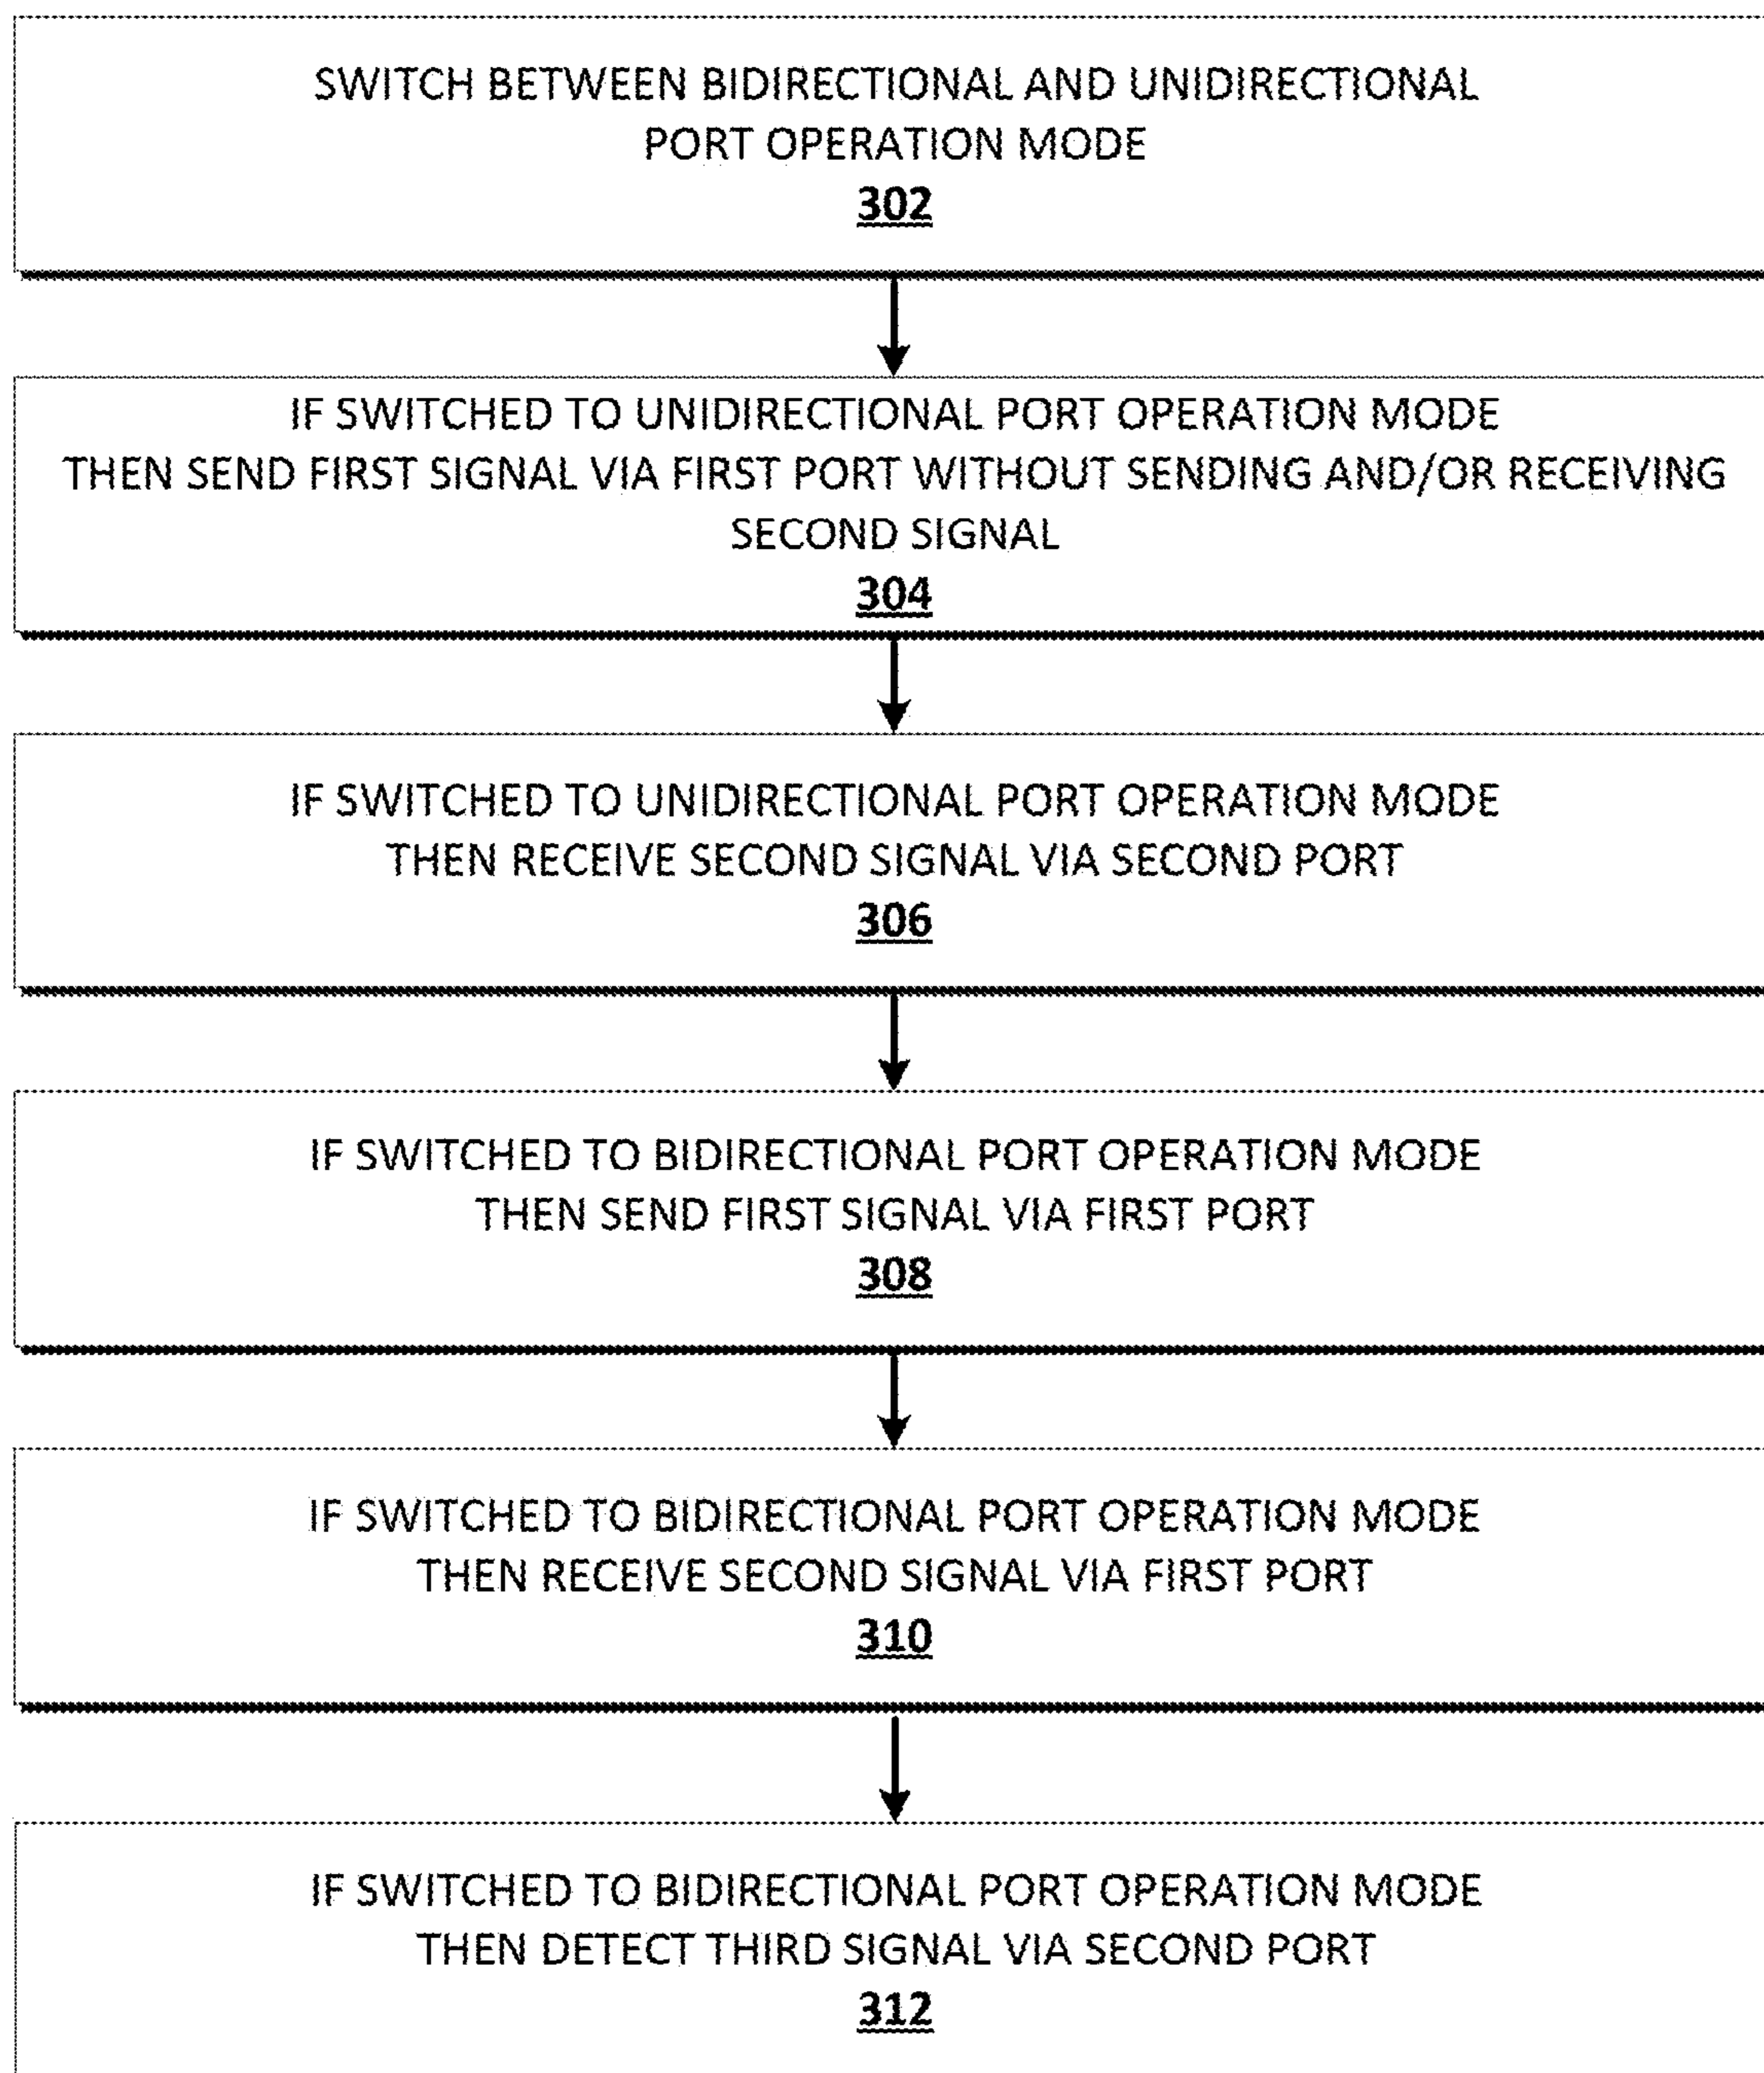 SWITCH BETWEEN BIDIRECTIONAL AND UNIDIRECTIONAL
PORT OPERATION MODE
302
IF SWITCHED TO UNIDIRECTIONAL PORT OPERATION MODE
THEN SEND FIRST SIGNAL VIA FIRST PORT WITHOUT SENDING AND/OR RECEIVING
SECOND SIGNAL
304
IF SWITCHED TO UNIDIRECTIONAL PORT OPERATION MODE
THEN RECEIVE SECOND SIGNAL VIA SECOND PORT
306
IF SWITCHED TO BIDIRECTIONAL PORT OPERATION MODE
THEN SEND FIRST SIGNAL VIA FIRST PORT
308
IF SWITCHED TO BIDIRECTIONAL PORT OPERATION MODE
THEN RECEIVE SECOND SIGNAL VIA FIRST PORT
310
IF SWITCHED TO BIDIRECTIONAL PORT OPERATION MODE
THEN DETECT THIRD SIGNAL VIA SECOND PORT
312